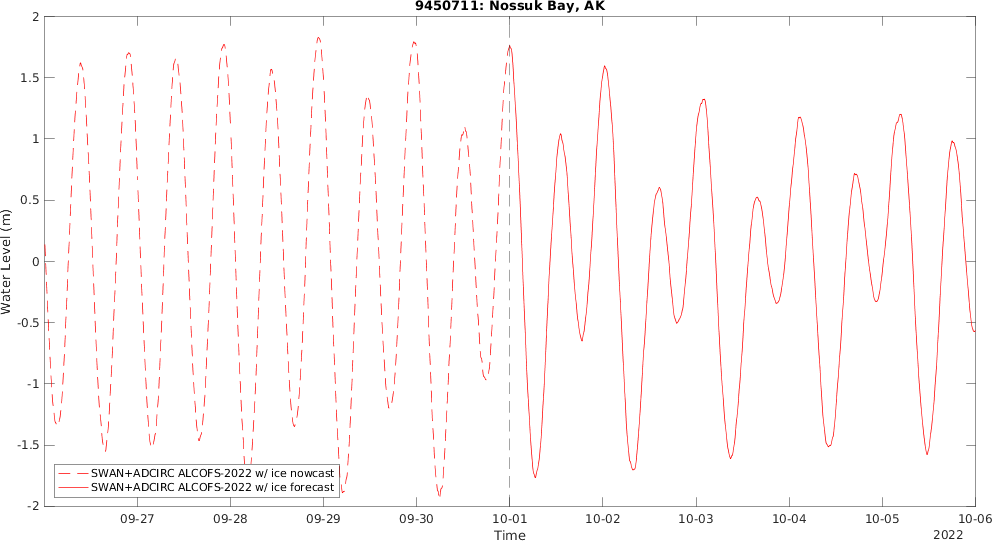 9450711: Nossuk Bay, AK
Water Level (m)
2
1.5
1
0.5
0
-0.5
-1
-1.5
-2
SWAN+ADCIRC ALCOFS-2022 w/ ice nowcast
SWAN+ADCIRC ALCOFS-2022 w/ ice forecast
09-27 09-28 09-29 09-30 10-01 10-02 10-03 10-04 10-05 10-06
Time
2022